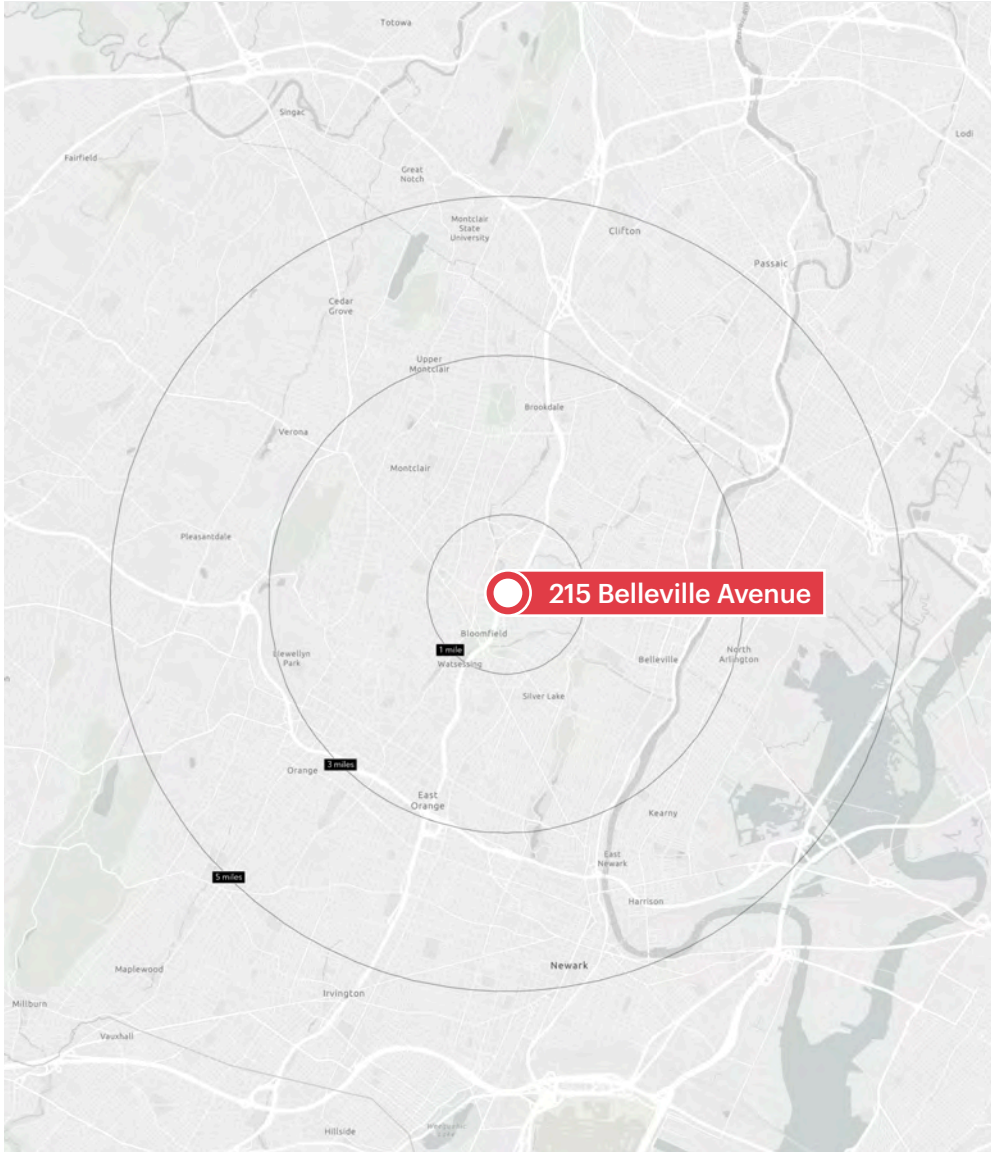 Totowa
Singac
Lodi
Fairfield
Great
Notch
Montclair
State
University
Clifton
Passaic
Cedar
Grove
Upper
Montclair
Brookdale
Verona
Montclair
Pleasantdale
215 Belleville Avenue
Bloomfield
1 mile
Watsessing
Llewellyn
Park
Belleville
North
Arlington
Silver Lake
3 miles
Orange
East
Orange
Kearny
East
Newark
5 miles
Harrison
Newark
Maplewood
Irvington
Millburn
Vauxhall
Hillside